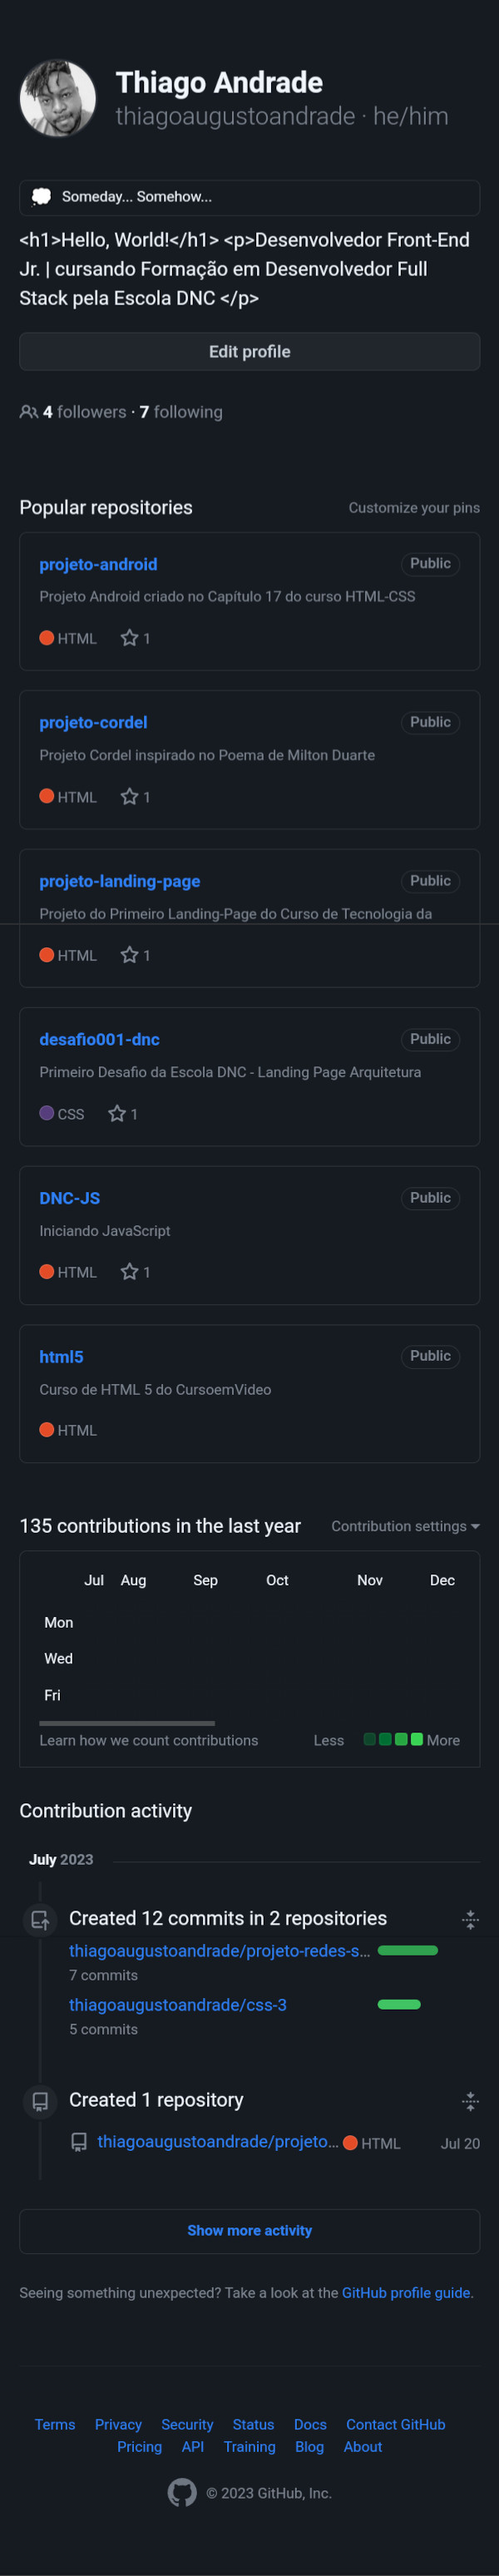 Thiago Andrade
thiagoaugustoandrade · he/him
Someday... Somehow...
<h1>Hello, World!</h1> <p>Desenvolvedor Front-End
Jr. | cursando Formação em Desenvolvedor Full
Stack pela Escola DNC </p>
Edit profile
4 followers · 7 following
Popular repositories Customize your pins
projeto-android Public
Projeto Android criado no Capítulo 17 do curso HTML-CSS
HTML 1
projeto-cordel Public
Projeto Cordel inspirado no Poema de Milton Duarte
HTML 1
projeto-landing-page Public
Projeto do Primeiro Landing-Page do Curso de Tecnologia da
HTML 1
desafio001-dnc Public
Primeiro Desafio da Escola DNC - Landing Page Arquitetura
CSS 1
DNC-JS Public
Iniciando JavaScript
HTML 1
html5 Public
Curso de HTML 5 do CursoemVideo
HTML
135 contributions in the last year Contribution settings
Jul Aug Sep Oct Nov Dec
Mon
Wed
Fri
Learn how we count contributions Less More
Contribution activity
July 2023
Created 12 commits in 2 repositories
thiagoaugustoandrade/projeto-redes-s...
7 commits
thiagoaugustoandrade/css-3
5 commits
Created 1 repository
thiagoaugustoandrade/projeto... HTML Jul 20
Show more activity
Seeing something unexpected? Take a look at the GitHub profile guide.
Terms Privacy Security Status Docs Contact GitHub
Pricing API Training Blog About
© 2023 GitHub, Inc.